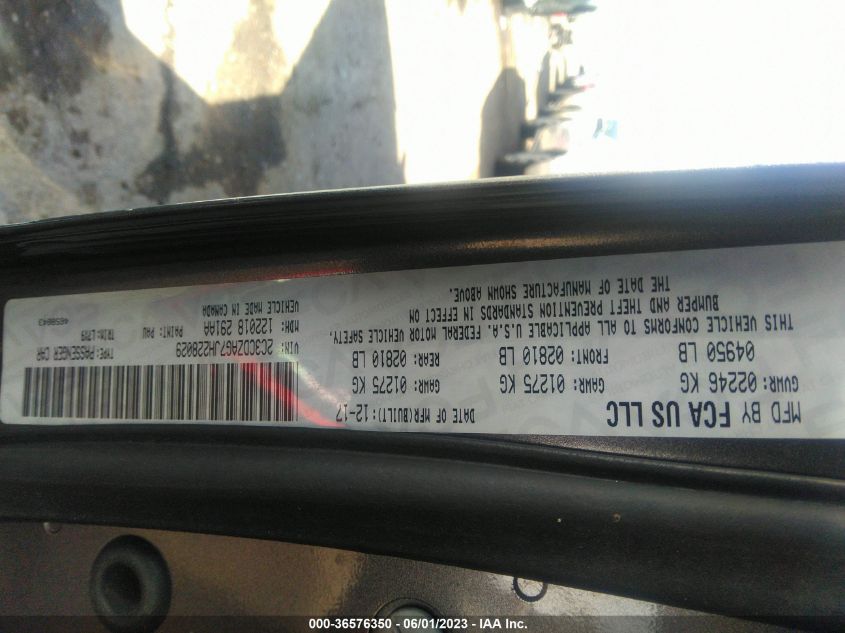 MFD BY FCA US LLC
DATE OF MFR(BUILT): 12-17
GVWR: 02246 KG
GAWR: 01275 KG
GAWR: 01275 KG
04950 LB
FRONT: 02810 LB
REAR: 02810 LB
THIS VEHICLE CONFORMS TO ALL APPLICABLE U.S.A. FEDERAL MOTOR VEHICLE SAFETY,
BUMPER AND THEFT PREVENTION STANDARDS IN EFFECT ON
THE DATE OF MANUFACTURE SHOWN ABOVE.
VIN: 2C3CDZAG7JH228029
TYPE: PASSENGER CAR
MDH: 122018 291AA
PAINT: PAU
TRIM: LRX9
VEHICLE MADE IN CANADA
000-36576350 - 06/01/2023 - IAA Inc.